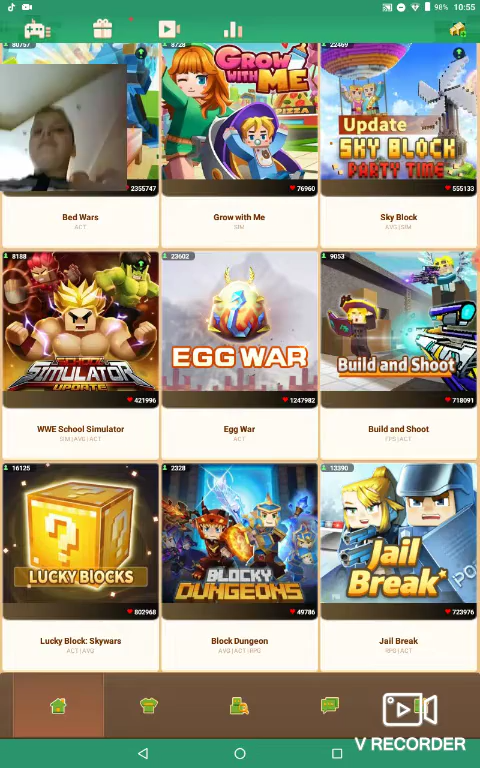 98% 10:55
80757
8728
22469
GROW
WITH ME
PIZZA
Update
SKY BLOCK
PARTY TIME
2355747
76960
555133
Bed Wars
ACT
Grow with Me
SIM
Sky Block
AVG|SIM
8188
23602
9053
SCHOOL
SIMULATOR
UPDATE
EGG WAR
Build and Shoot
421996
1247982
718091
WWE School Simulator
SIM|AVG|ACT
Egg War
ACT
Build and Shoot
FPS|ACT
16125
2328
13390
?
?
LUCKY BLOCKS
BLOCKY
DUNGEONS
Jail
Break
802968
49786
723976
Lucky Block: Skywars
ACT|AVG
Block Dungeon
AVG|ACT|RPG
Jail Break
RPG|ACT
V RECORDER